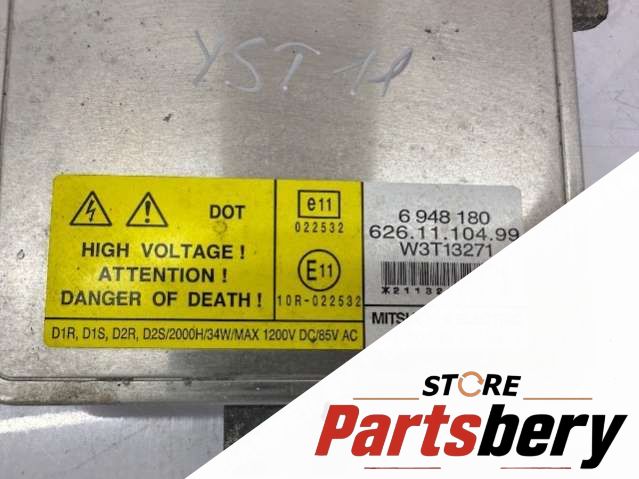 YST 11
DOT
HIGH VOLTAGE !
ATTENTION !
DANGER OF DEATH !
D1R, D1S, D2R, D2S/2000H/34W/MAX 1200V DC/85V AC
e11
022532
E11
10R-022532
6 948 180
626.11.104.99
W3T13271
STORE
Partsbery